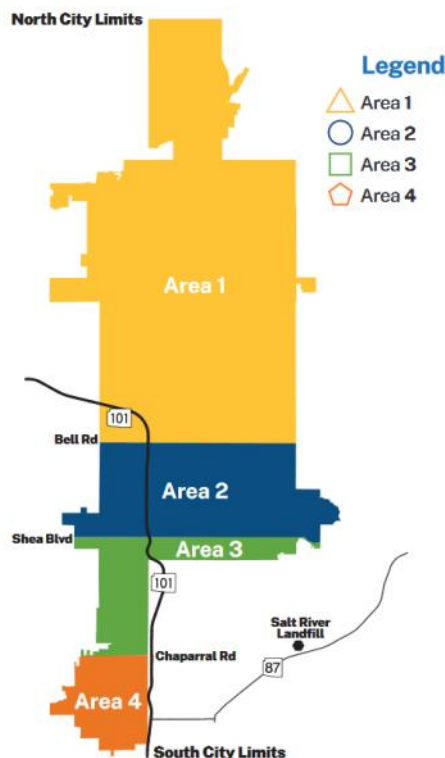 North City Limits
Legend
Area 1
Area 2
Area 3
Area 4
Area 1
101
Bell Rd
Area 2
Shea Blvd
Area 3
101
Salt River
Landfill
Chaparral Rd
87
Area 4
South City Limits